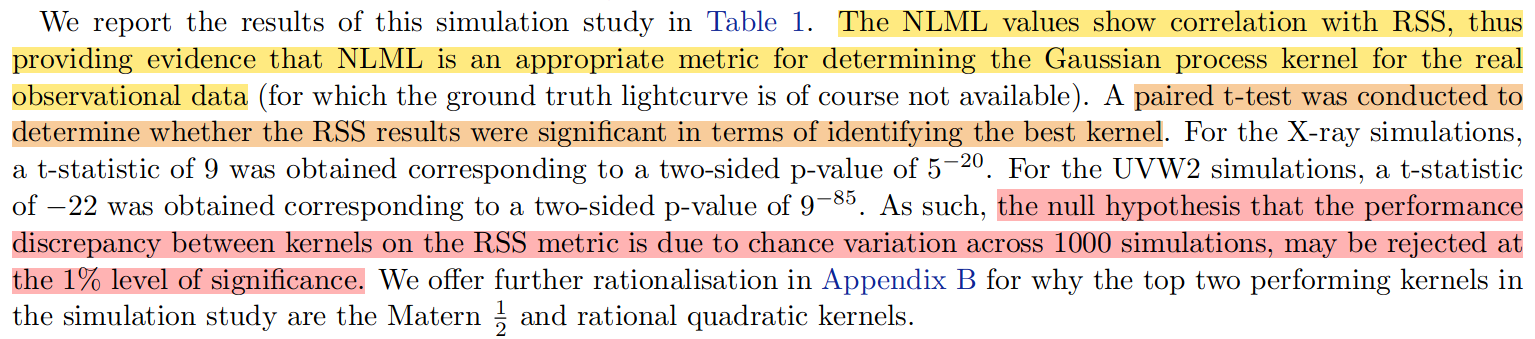 We report the results of this simulation study in Table 1. The NLML values show correlation with RSS, thus
providing evidence that NLML is an appropriate metric for determining the Gaussian process kernel for the real
observational data (for which the ground truth lightcurve is of course not available). A paired t-test was conducted to
determine whether the RSS results were significant in terms of identifying the best kernel. For the X-ray simulations,
a t-statistic of 9 was obtained corresponding to a two-sided p-value of 5⁻²⁰. For the UVW2 simulations, a t-statistic
of −22 was obtained corresponding to a two-sided p-value of 9⁻⁸⁵. As such, the null hypothesis that the performance
discrepancy between kernels on the RSS metric is due to chance variation across 1000 simulations, may be rejected at
the 1% level of significance. We offer further rationalisation in Appendix B for why the top two performing kernels in
the simulation study are the Matern ½ and rational quadratic kernels.